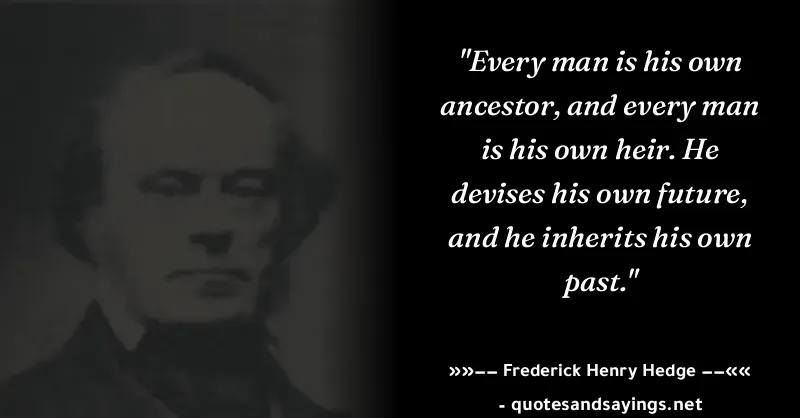 "Every man is his own
ancestor, and every man
is his own heir. He
devises his own future,
and he inherits his own
past."
»»−− Frederick Henry Hedge −−««
- quotesandsayings.net